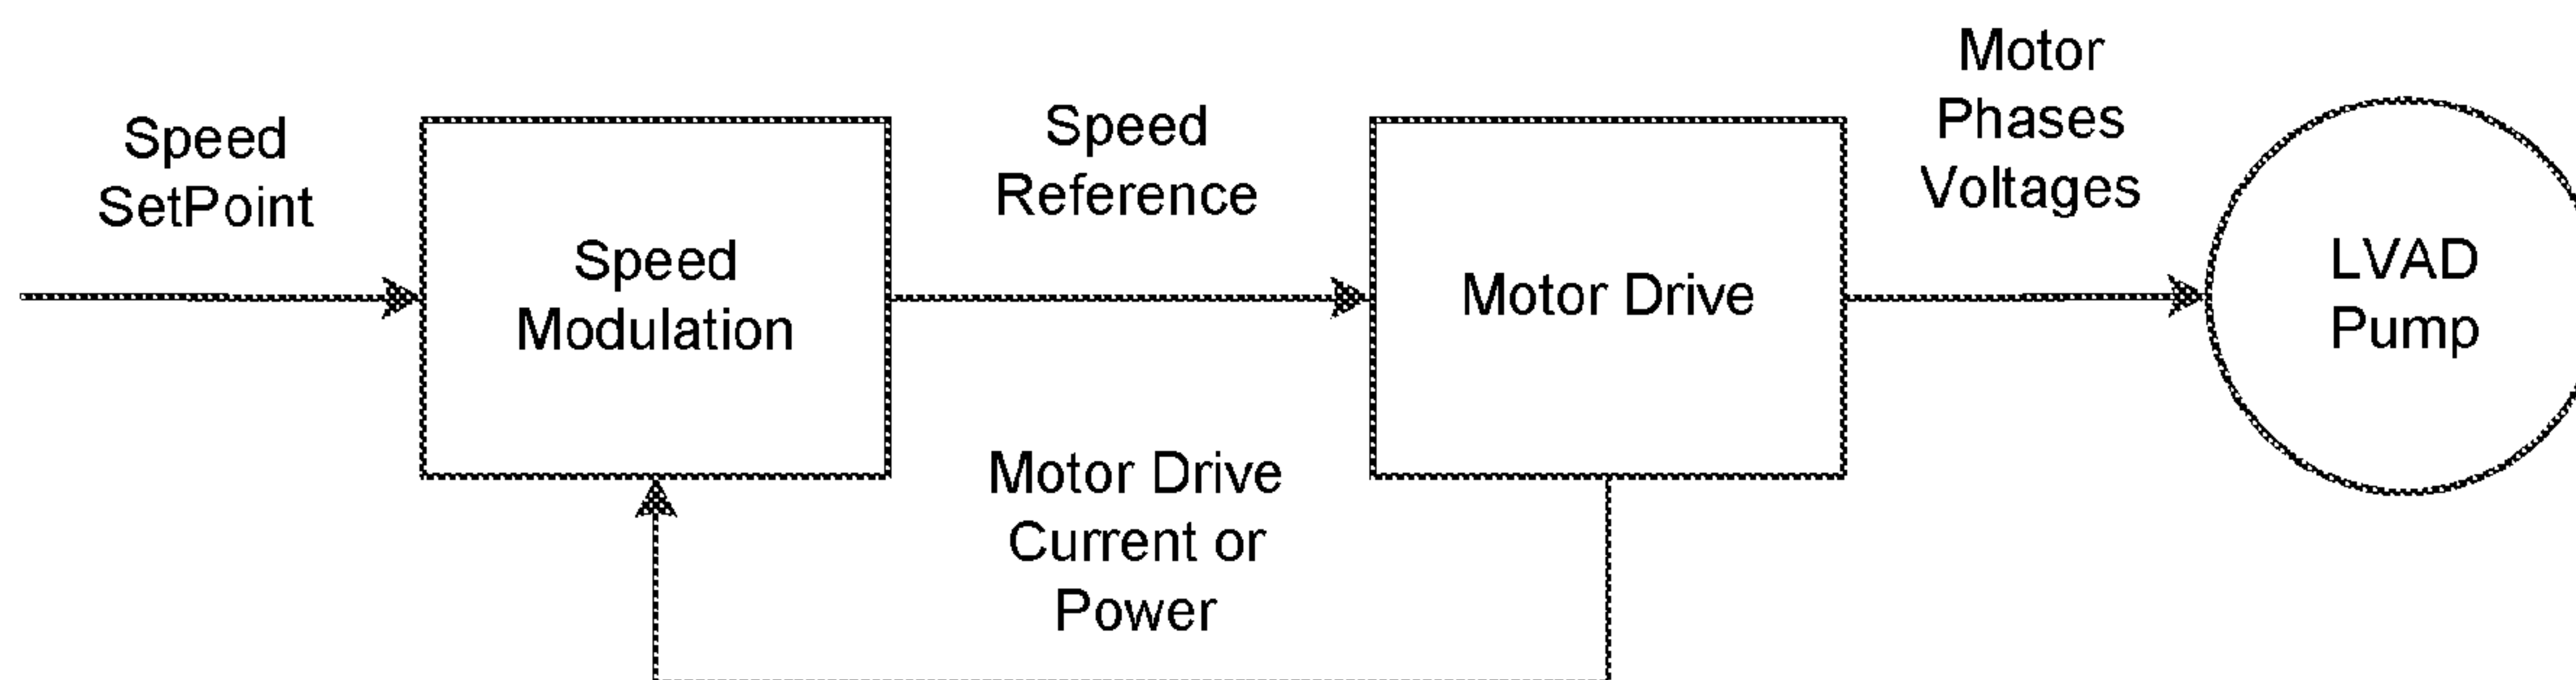 Speed
SetPoint
Speed
Modulation
Speed
Reference
Motor Drive
Current or
Power
Motor Drive
Motor
Phases
Voltages
LVAD
Pump